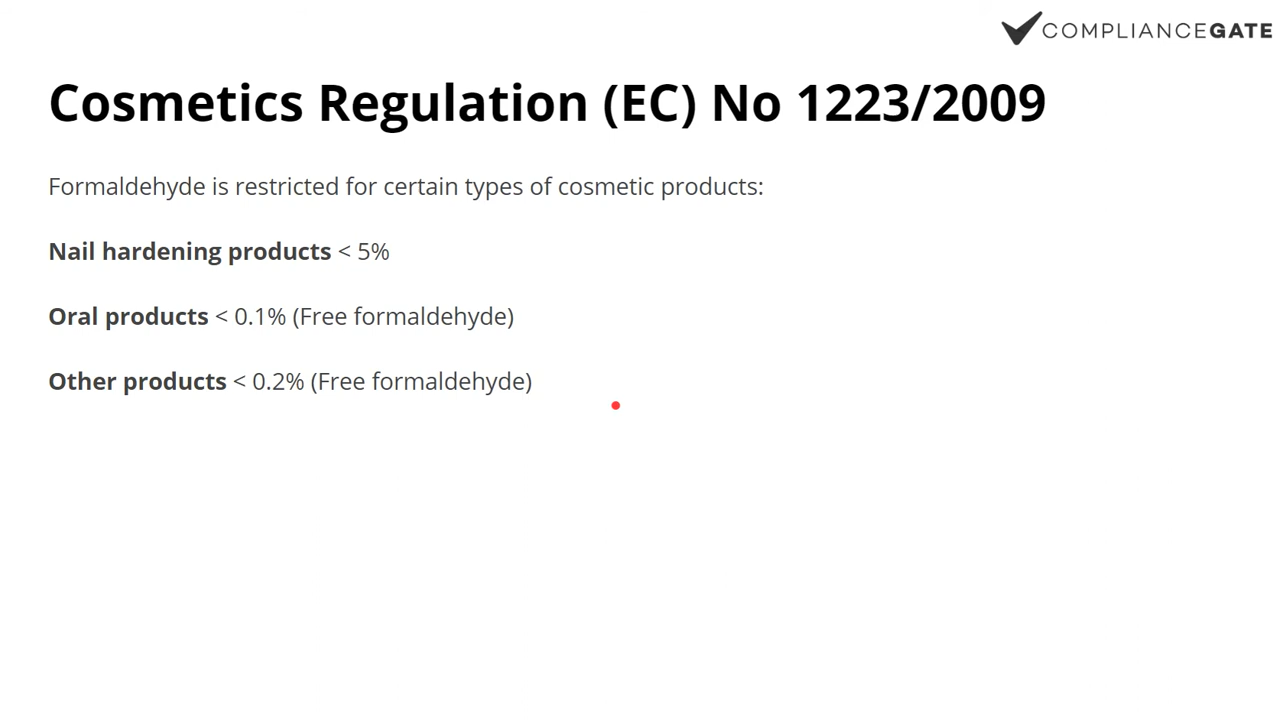 COMPLIANCEGATE
Cosmetics Regulation (EC) No 1223/2009
Formaldehyde is restricted for certain types of cosmetic products:
Nail hardening products < 5%
Oral products < 0.1% (Free formaldehyde)
Other products < 0.2% (Free formaldehyde)